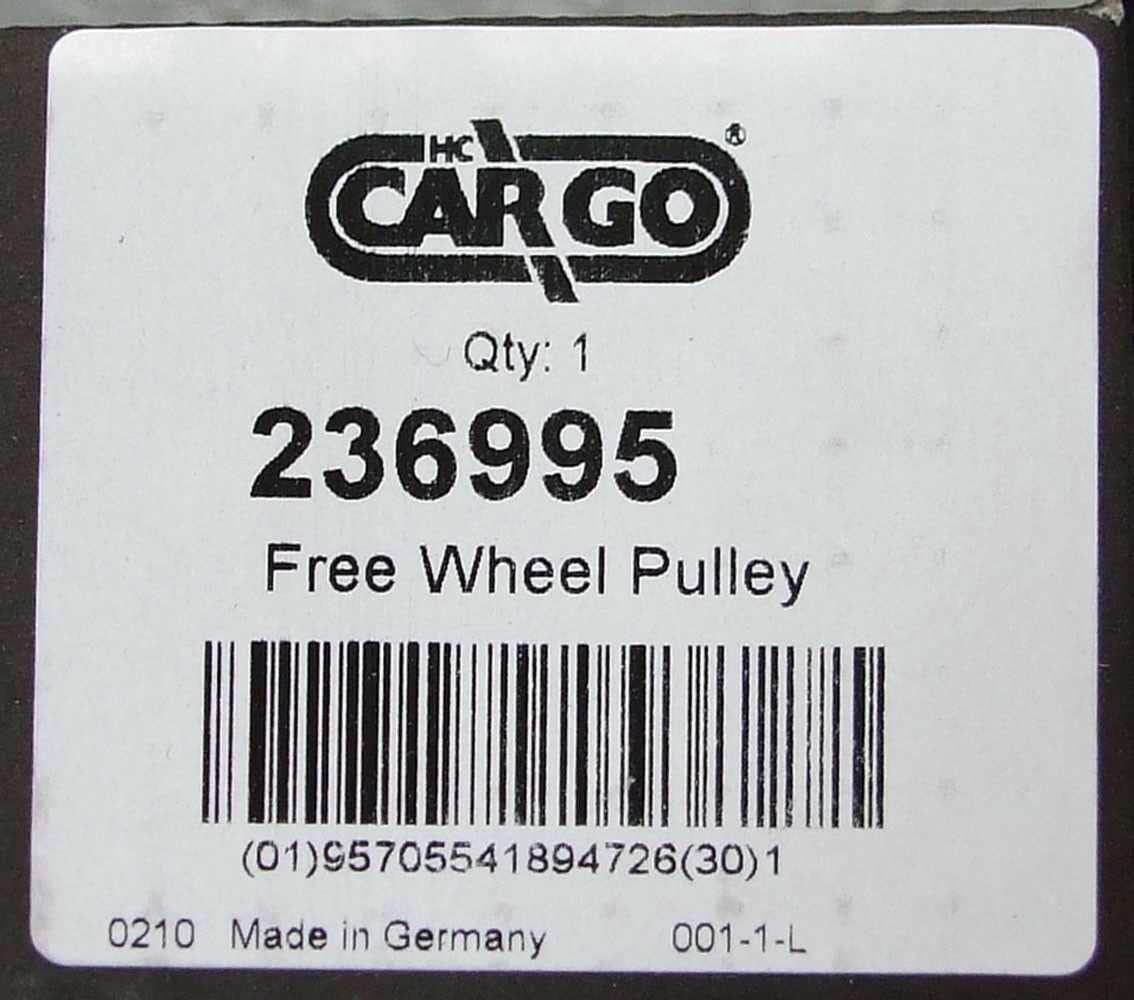 HC
CARGO®
Qty: 1
236995
Free Wheel Pulley
(01)95705541894726(30)1
0210 Made in Germany 001-1-L